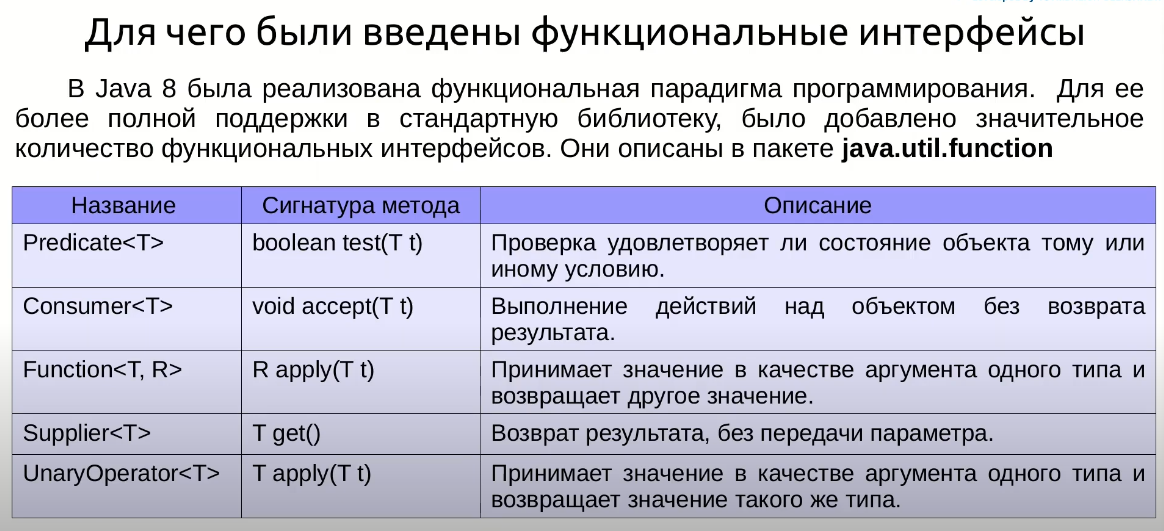 Для чего были введены функциональные интерфейсы
В Java 8 была реализована функциональная парадигма программирования. Для ее
более полной поддержки в стандартную библиотеку, было добавлено значительное
количество функциональных интерфейсов. Они описаны в пакете java.util.function
Название Сигнатура метода Описание
Predicate<T> boolean test(T t) Проверка удовлетворяет ли состояние объекта тому или
иному условию.
Consumer<T> void accept(T t) Выполнение действий над объектом без возврата
результата.
Function<T, R> R apply(T t) Принимает значение в качестве аргумента одного типа и
возвращает другое значение.
Supplier<T> T get() Возврат результата, без передачи параметра.
UnaryOperator<T> T apply(T t) Принимает значение в качестве аргумента одного типа и
возвращает значение такого же типа.